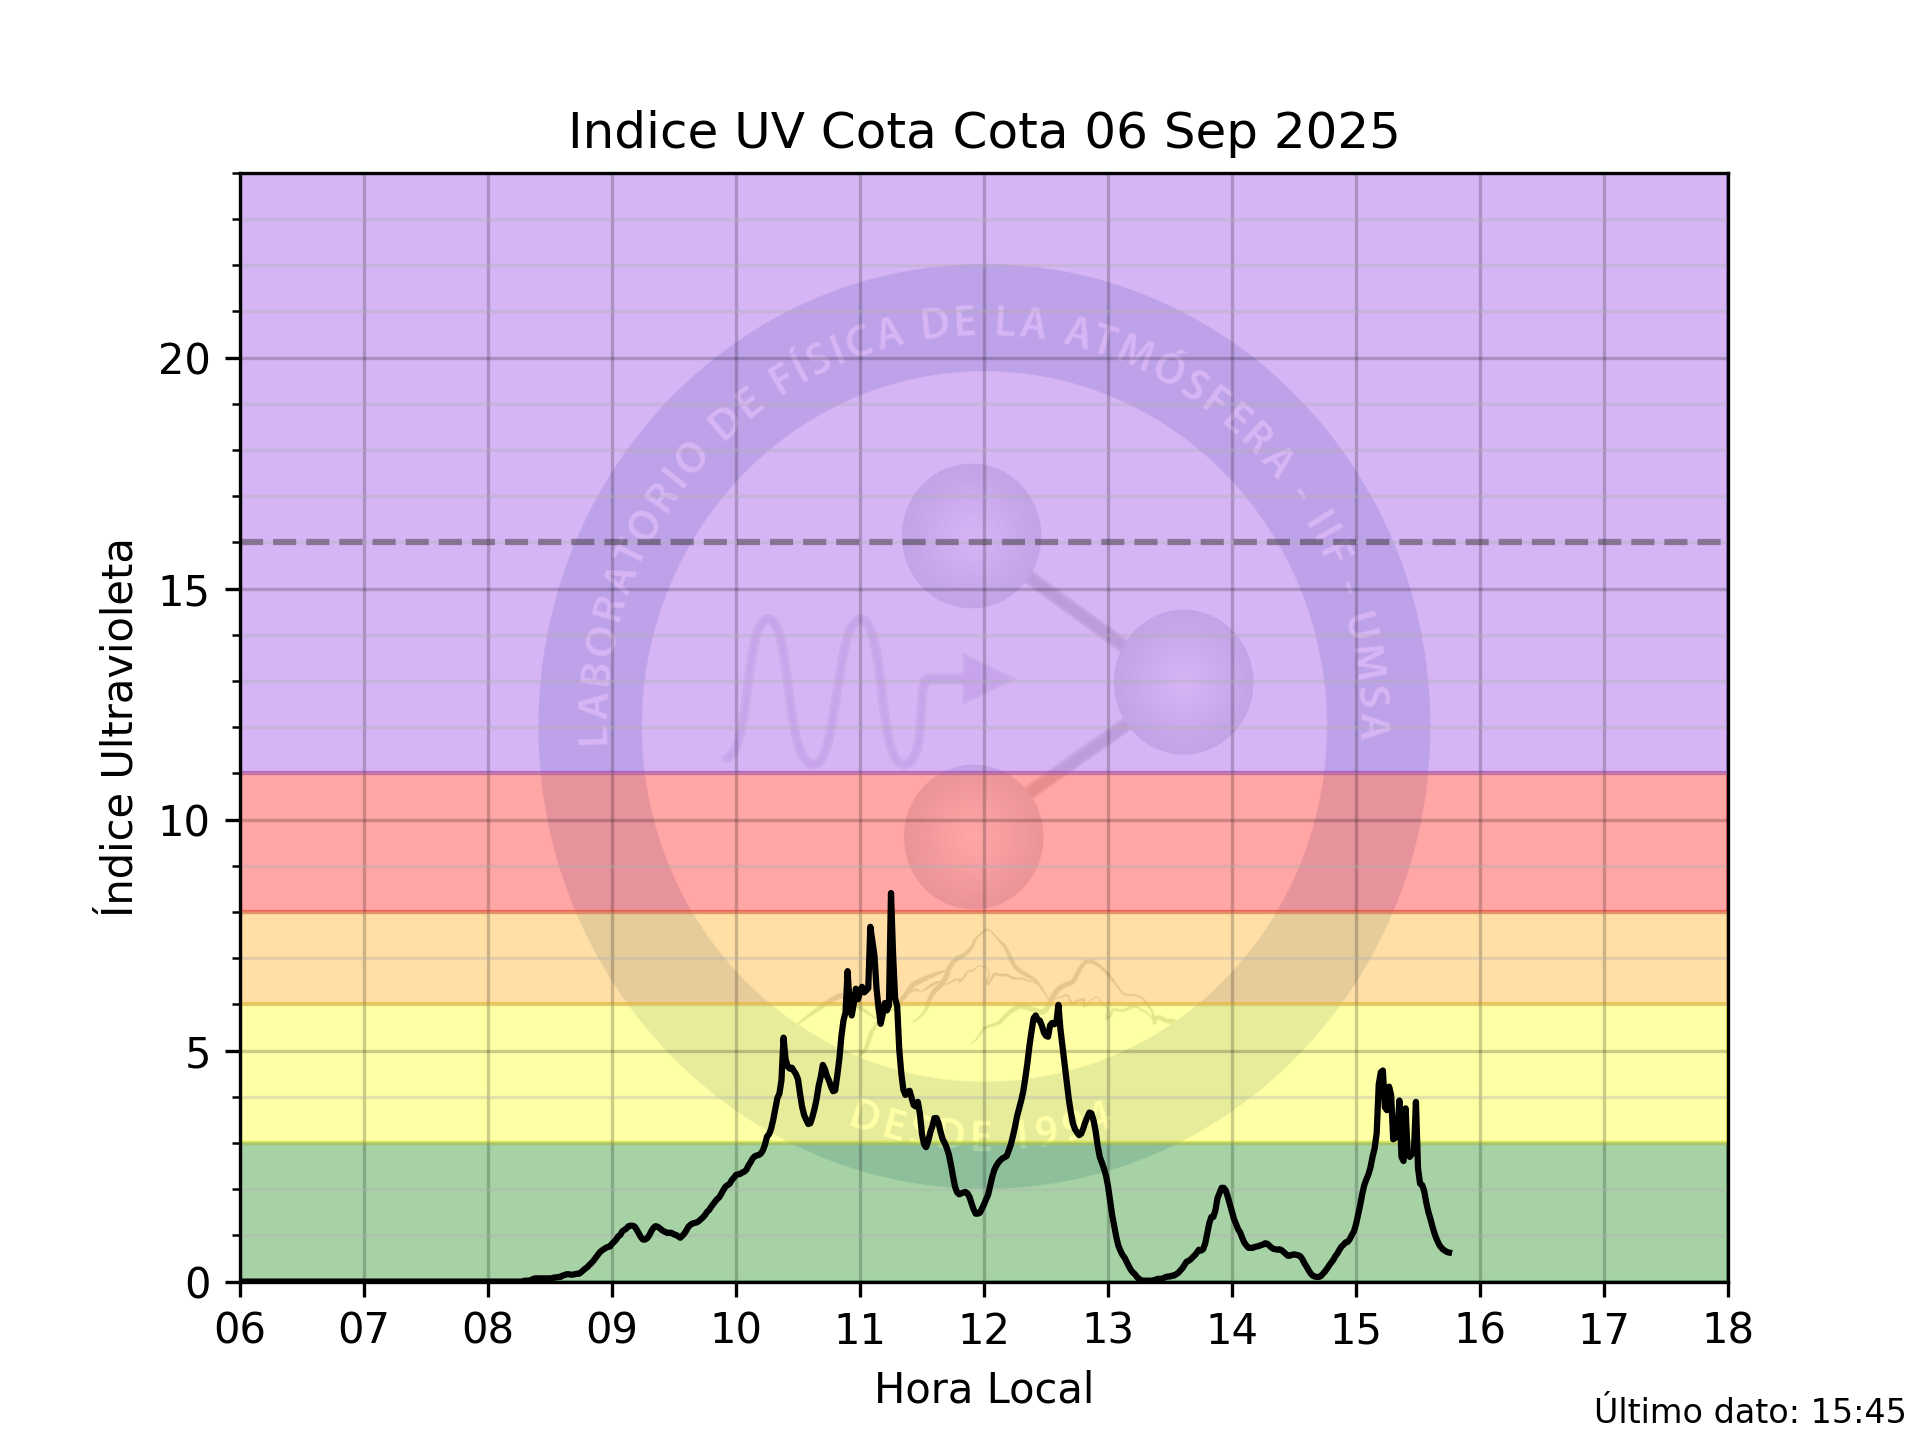 Indice UV Cota Cota 06 Sep 2025
LABORATORIO DE FÍSICA DE LA ATMÓSFERA - IIF - UMSA
DESDE 1994
Índice Ultravioleta
20
15
10
5
0
06 07 08 09 10 11 12 13 14 15 16 17 18
Hora Local
Último dato: 15:45